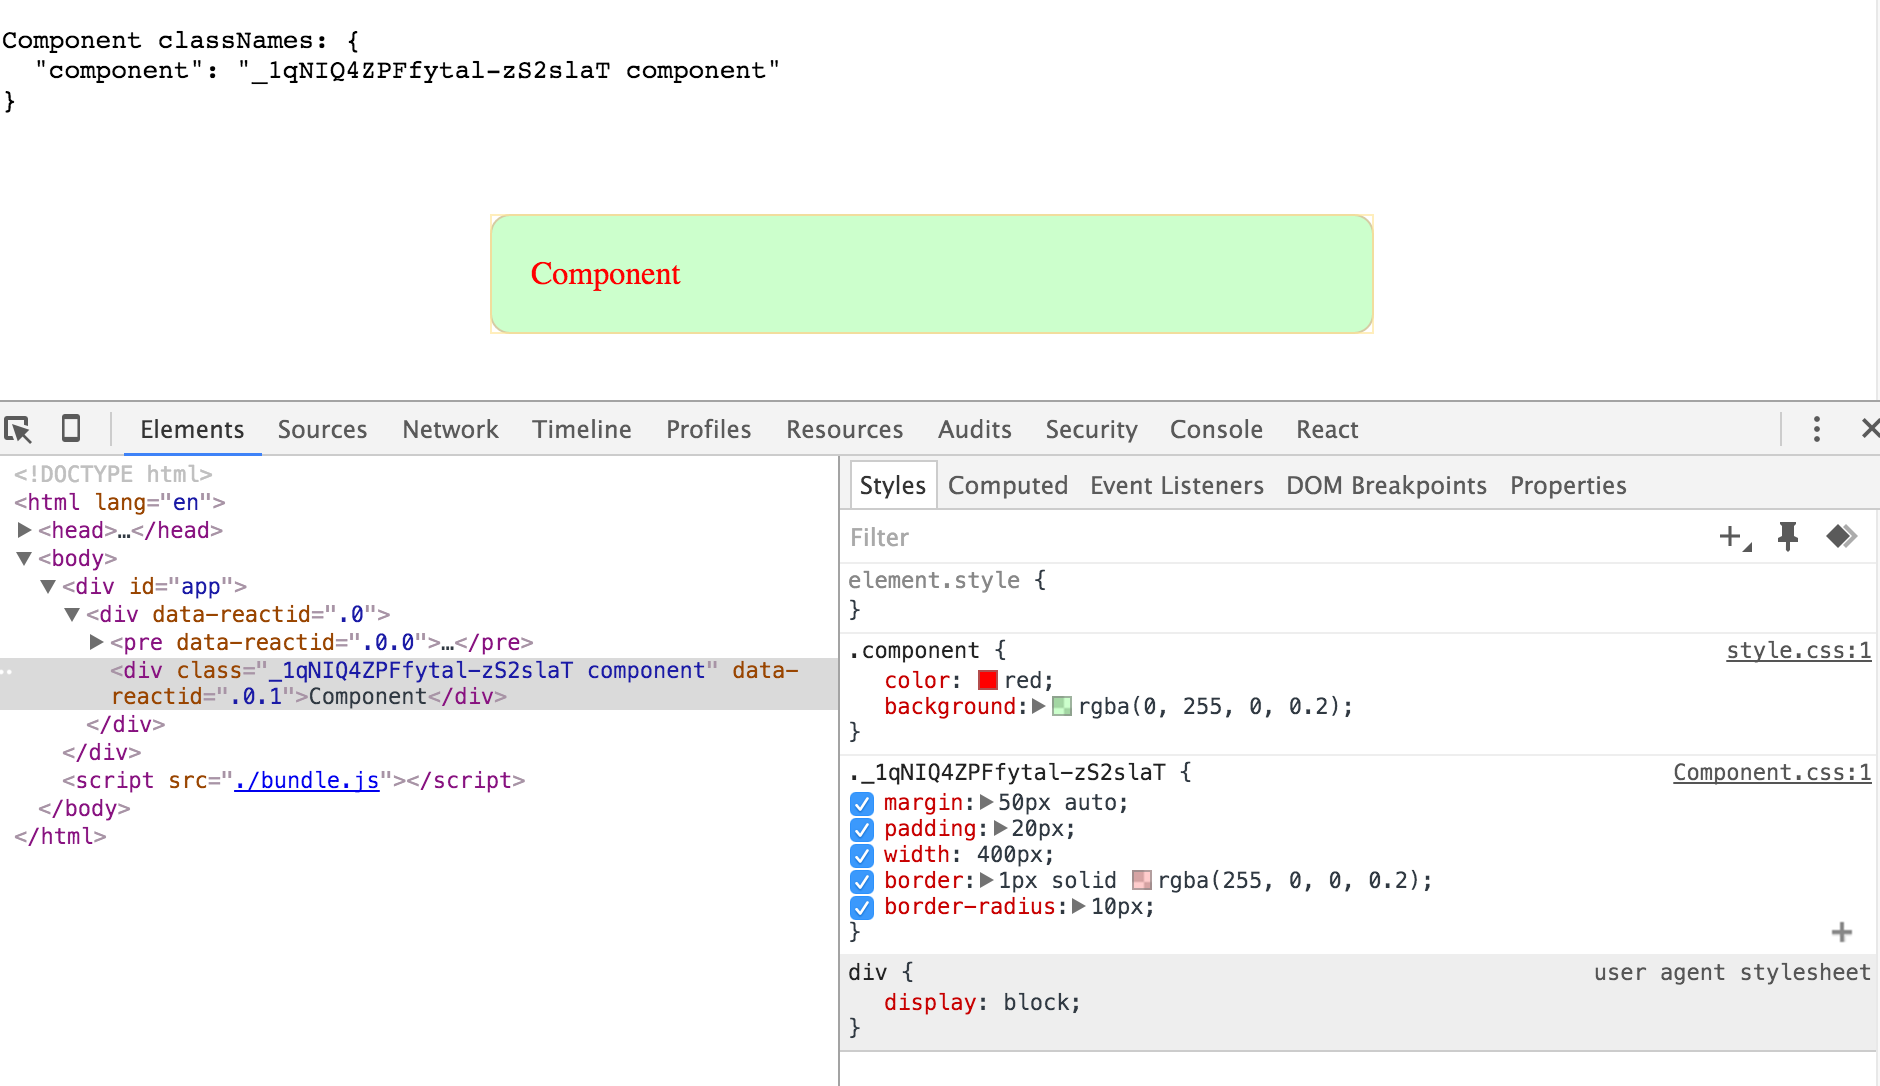 Component classNames: {
"component": "_1qNIQ4ZPFfytal-zS2slaT component"
}
Component
Elements Sources Network Timeline Profiles Resources Audits Security Console React
<!DOCTYPE html>
<html lang="en">
<head>…</head>
<body>
<div id="app">
<div data-reactid=".0">
<pre data-reactid=".0.0">…</pre>
<div class="_1qNIQ4ZPFfytal-zS2slaT component" data-
reactid=".0.1">Component</div>
</div>
</div>
<script src="./bundle.js"></script>
</body>
</html>
Styles Computed Event Listeners DOM Breakpoints Properties
Filter
element.style {
}
.component { style.css:1
color: red;
background: rgba(0, 255, 0, 0.2);
}
._1qNIQ4ZPFfytal-zS2slaT { Component.css:1
margin: 50px auto;
padding: 20px;
width: 400px;
border: 1px solid rgba(255, 0, 0, 0.2);
border-radius: 10px;
}
div { user agent stylesheet
display: block;
}